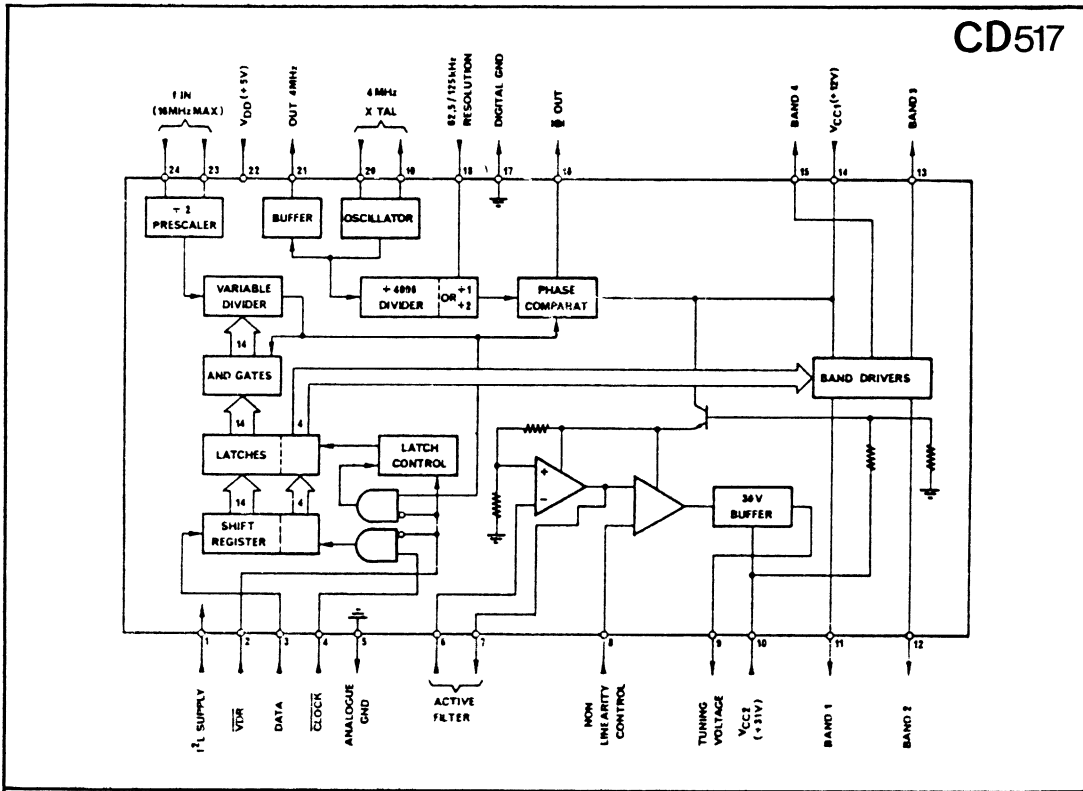 CD517
f IN
(16MHz MAX)
VDD (+5V)
OUT 4MHz
4MHz
X TAL
62,5/125kHz
RESOLUTION
DIGITAL GND
OUT
BAND 4
VCC1 (+12V)
BAND 3
24
23
22
21
20
19
18
17
16
15
14
13
÷ 2
PRESCALER
BUFFER
OSCILLATOR
VARIABLE
DIVIDER
÷ 4096
DIVIDER
OR
÷1
÷2
PHASE
COMPARAT
14
AND GATES
BAND DRIVERS
14
4
LATCHES
LATCH
CONTROL
+
−
30V
BUFFER
14
4
SHIFT
REGISTER
1
2
3
4
5
6
7
8
9
10
11
12
I²L SUPPLY
VDR
DATA
CLOCK
ANALOGUE
GND
ACTIVE
FILTER
NON
LINEARITY
CONTROL
TUNING
VOLTAGE
VCC2
(+31V)
BAND 1
BAND 2